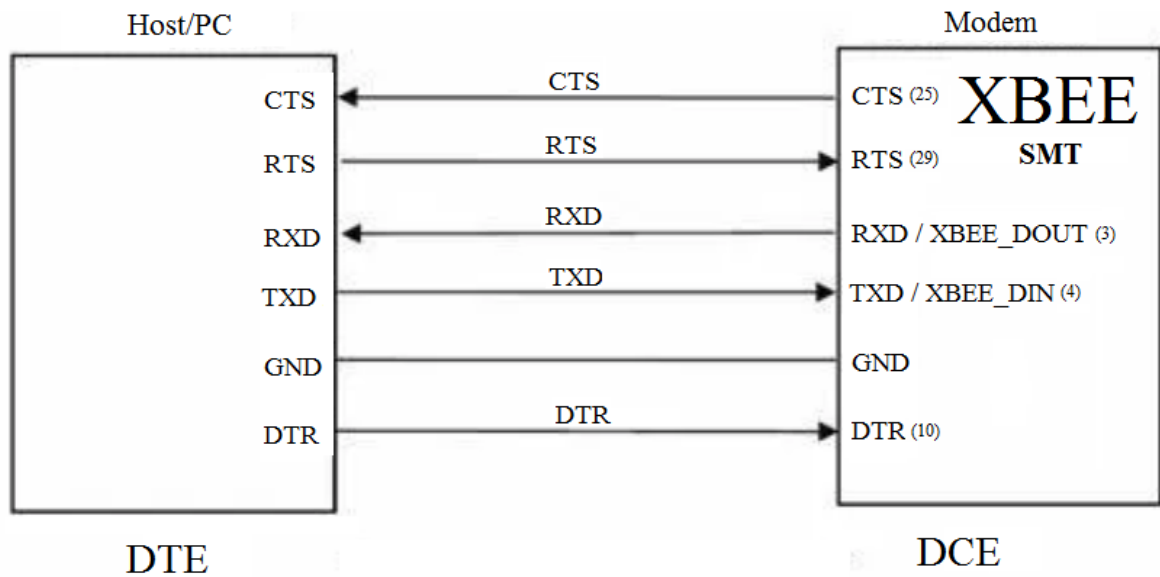 Host/PC
Modem
CTS
CTS
CTS (25)
XBEE
RTS
RTS
RTS (29)
SMT
RXD
RXD
RXD / XBEE_DOUT (3)
TXD
TXD
TXD / XBEE_DIN (4)
GND
GND
DTR
DTR
DTR (10)
DTE
DCE